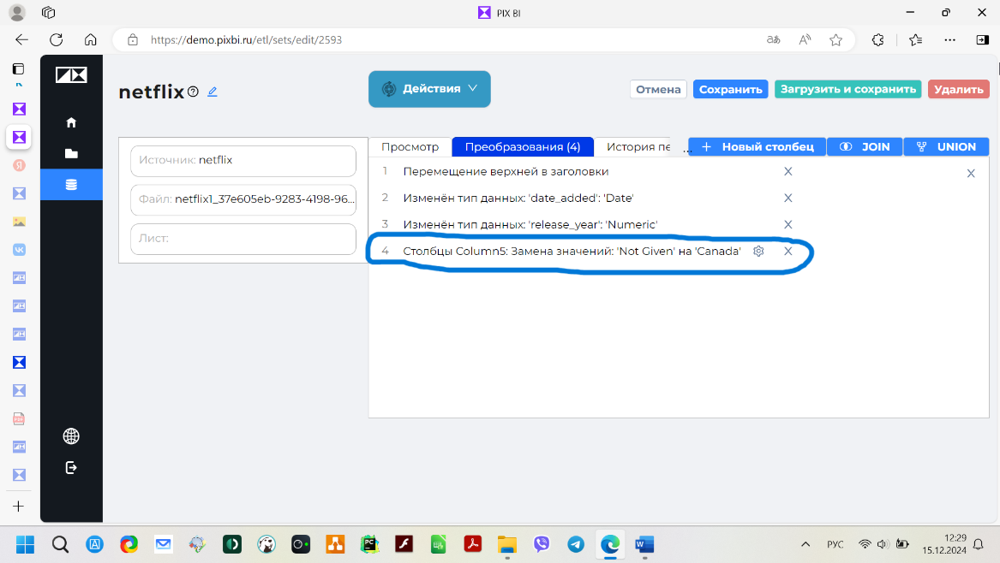 PIX BI
https://demo.pixbi.ru/etl/sets/edit/2593
netflix
Действия
Отмена
Сохранить
Загрузить и сохранить
Удалить
Источник: netflix
Файл: netflix1_37e605eb-9283-4198-96...
Лист:
Просмотр
Преобразования (4)
История пе
...
+ Новый столбец
JOIN
UNION
1 Перемещение верхней в заголовки X
X
2 Изменён тип данных: 'date_added': 'Date' X
3 Изменён тип данных: 'release_year': 'Numeric' X
4 Столбцы Column5: Замена значений: 'Not Given' на 'Canada' X
РУС
12:29
15.12.2024